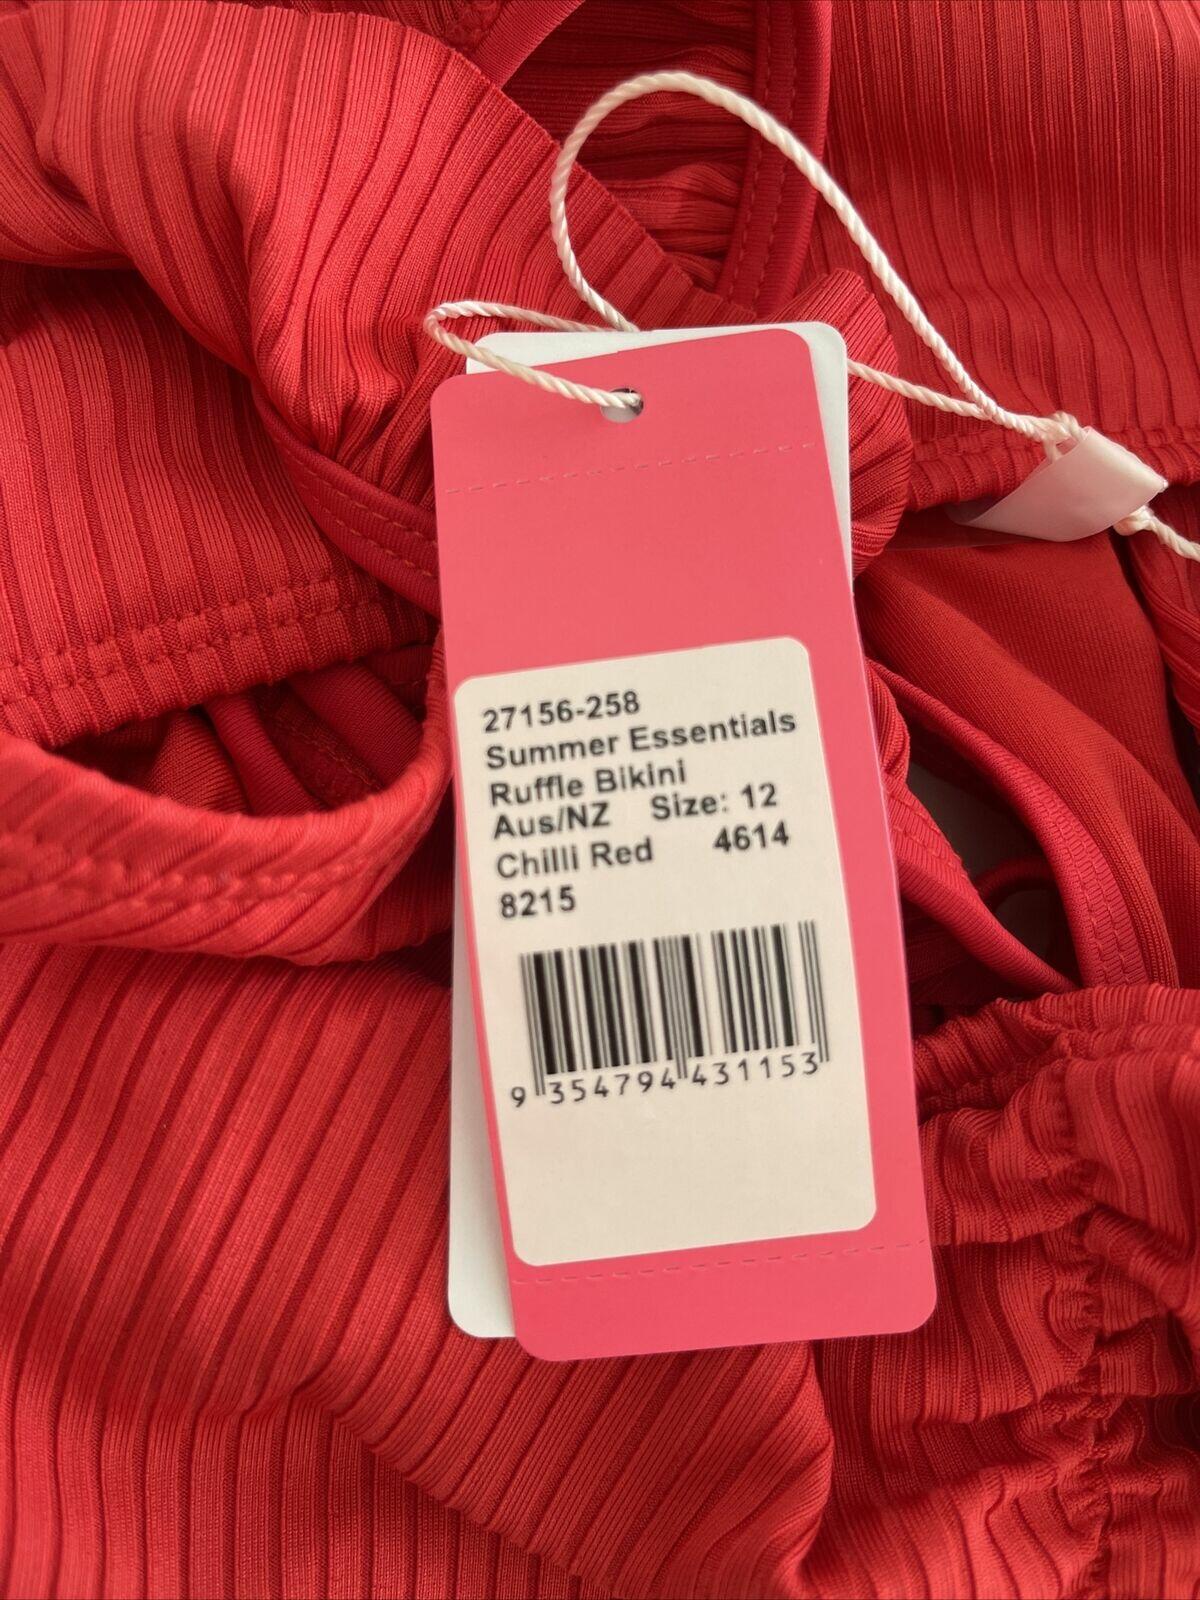 27156-258
Summer Essentials
Ruffle Bikini
Aus/NZ Size: 12
Chilli Red 4614
8215
9 354794 431153